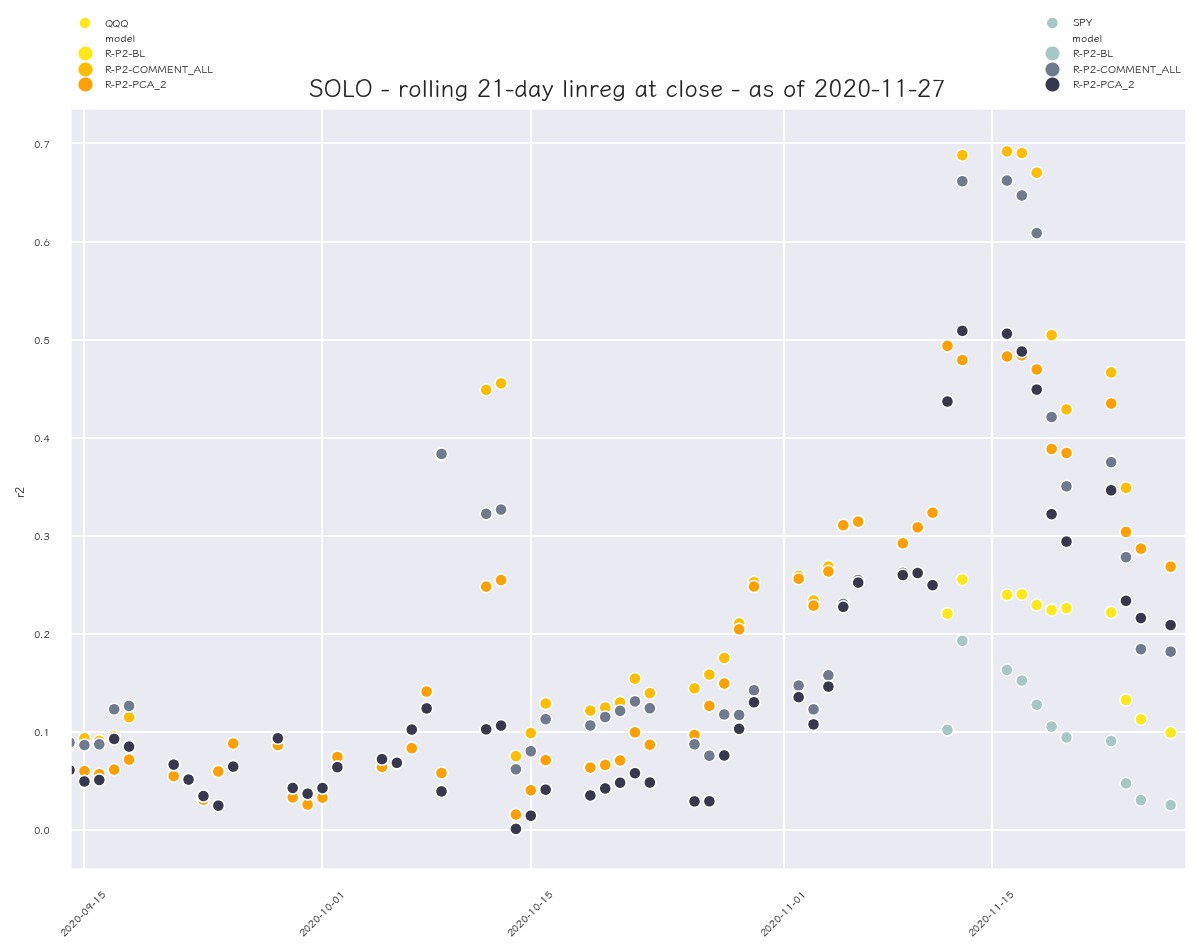 QQQ
model
R-P2-BL
R-P2-COMMENT_ALL
R-P2-PCA_2
SPY
model
R-P2-BL
R-P2-COMMENT_ALL
R-P2-PCA_2
SOLO - rolling 21-day linreg at close - as of 2020-11-27
0.7
0.6
0.5
0.4
0.3
0.2
0.1
0.0
r2
2020-09-15
2020-10-01
2020-10-15
2020-11-01
2020-11-15